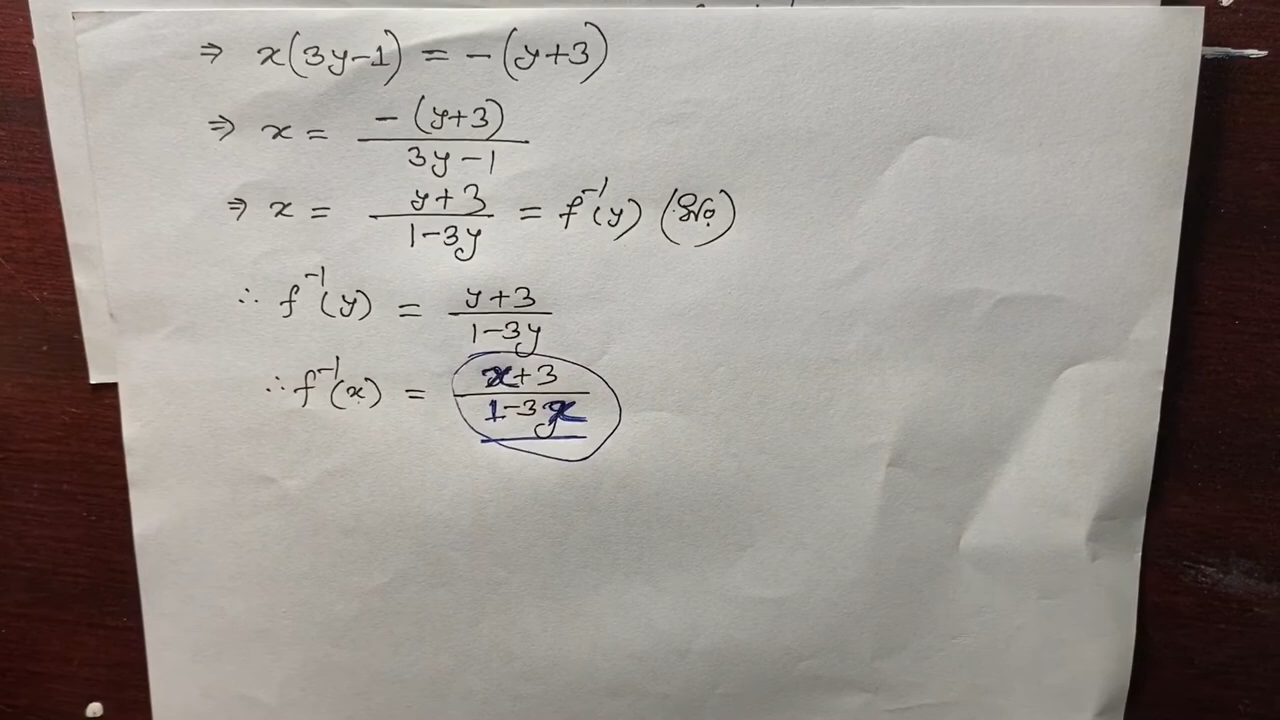 ⇒ x(3y-1) = -(y+3)
⇒ x = -(y+3) / 3y-1
⇒ x = y+3 / 1-3y = f⁻¹(y)
∴ f⁻¹(y) = y+3 / 1-3y
∴ f⁻¹(x) = x+3 / 1-3x